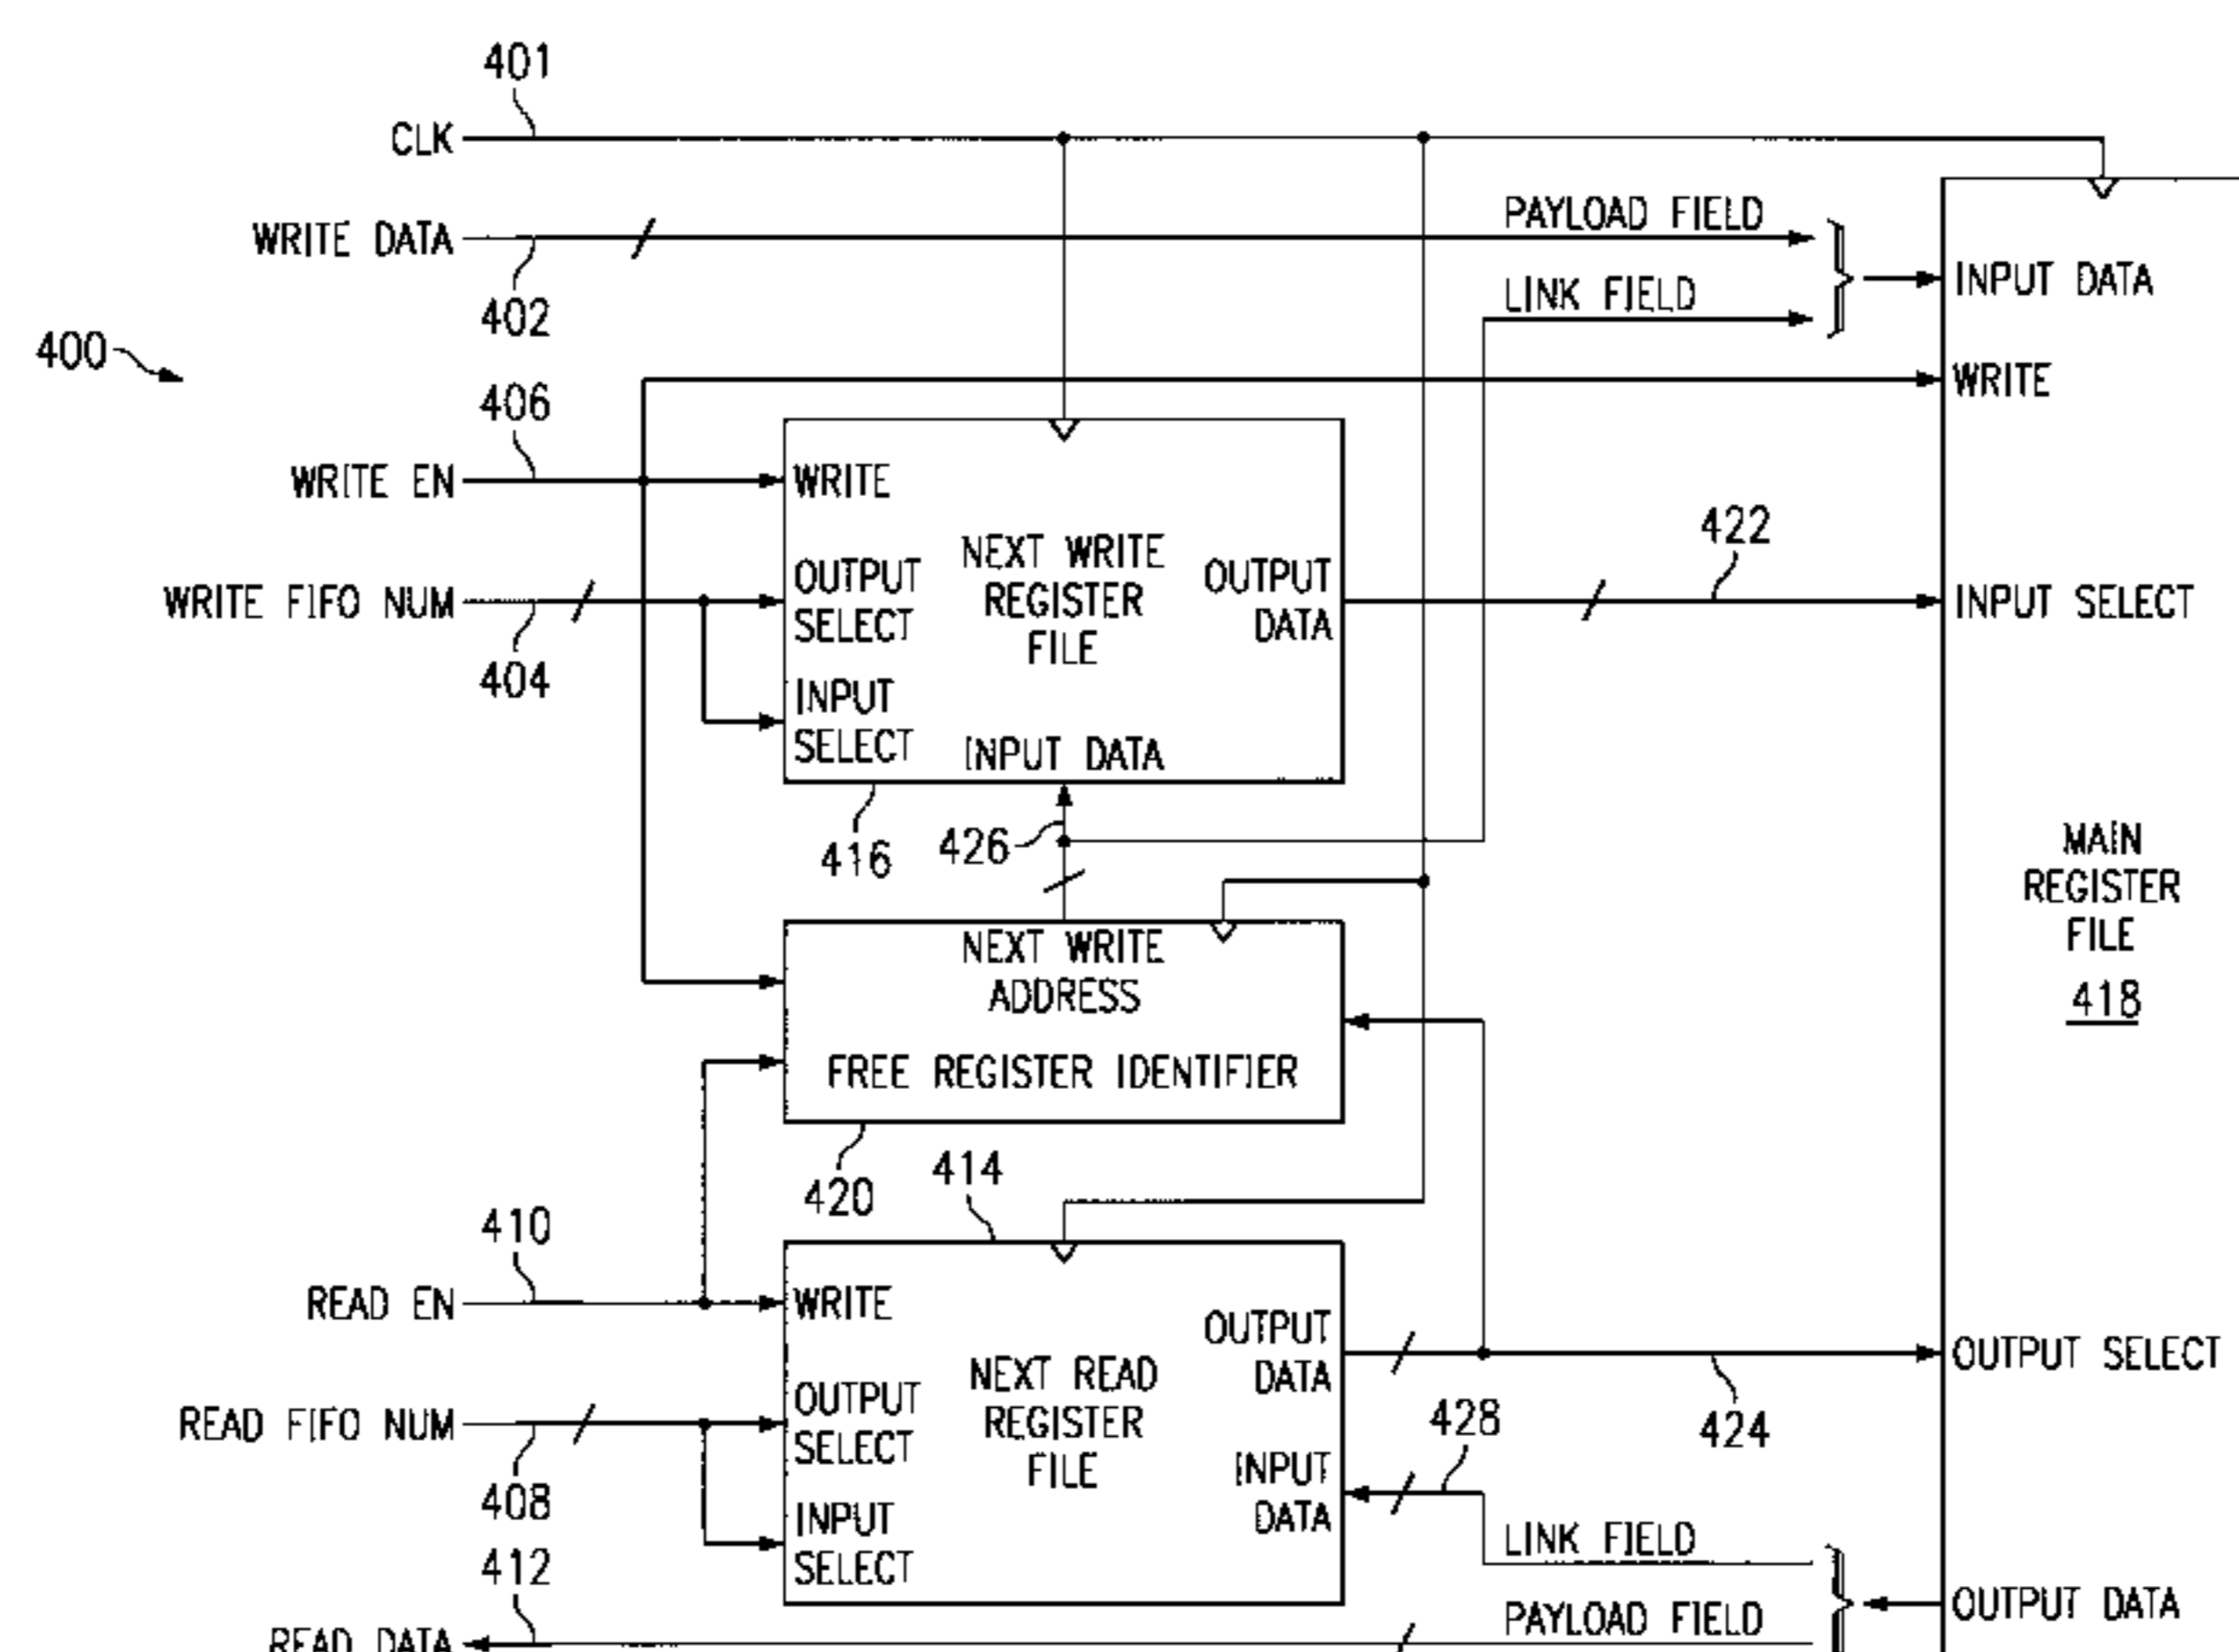 401
CLK
PAYLOAD FIELD
WRITE DATA
LINK FIELD
INPUT DATA
402
400
406
WRITE
WRITE EN
WRITE
422
NEXT WRITE
REGISTER
FILE
OUTPUT
SELECT
OUTPUT
DATA
WRITE FIFO NUM
INPUT SELECT
404
INPUT
SELECT
INPUT DATA
416
426
MAIN
REGISTER
FILE
418
NEXT WRITE
ADDRESS
FREE REGISTER IDENTIFIER
420
414
410
READ EN
WRITE
OUTPUT
DATA
OUTPUT SELECT
NEXT READ
REGISTER
FILE
OUTPUT
SELECT
READ FIFO NUM
428
424
408
INPUT
DATA
INPUT
SELECT
LINK FIELD
412
OUTPUT DATA
PAYLOAD FIELD
READ DATA